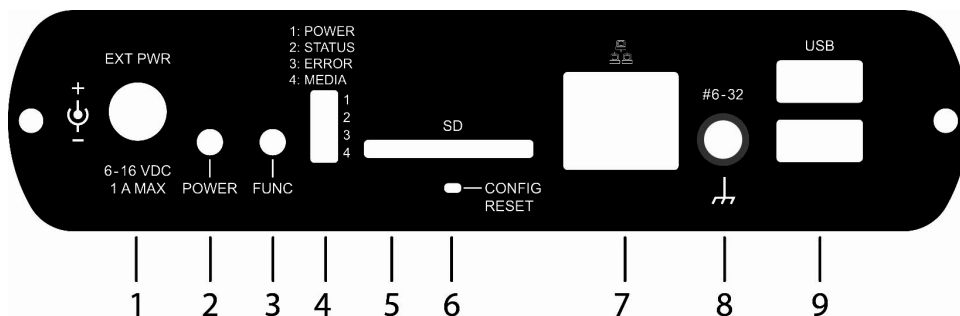 EXT PWR
+
−
6-16 VDC
1 A MAX
POWER
FUNC
1: POWER
2: STATUS
3: ERROR
4: MEDIA
1
2
3
4
SD
CONFIG
RESET
#6-32
USB
1 2 3 4 5 6 7 8 9